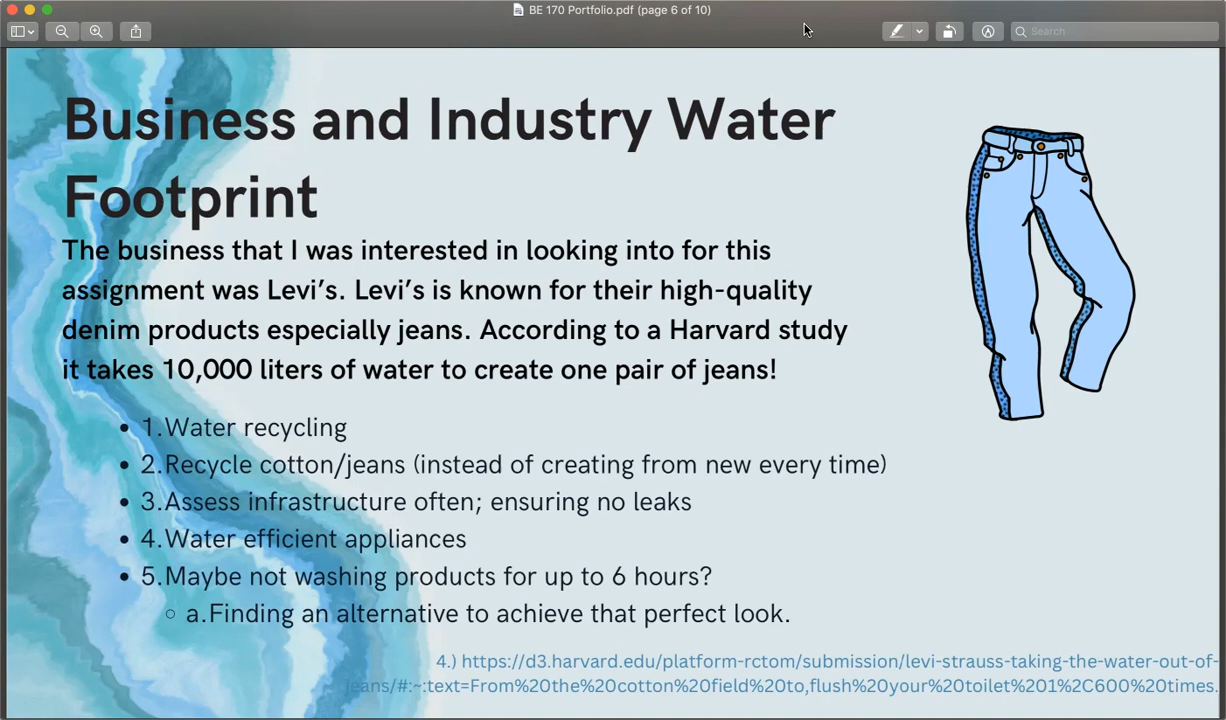 BE 170 Portfolio.pdf (page 6 of 10)
Search
Business and Industry Water
Footprint
The business that I was interested in looking into for this
assignment was Levi's. Levi's is known for their high-quality
denim products especially jeans. According to a Harvard study
it takes 10,000 liters of water to create one pair of jeans!
• 1.Water recycling
• 2.Recycle cotton/jeans (instead of creating from new every time)
• 3.Assess infrastructure often; ensuring no leaks
• 4.Water efficient appliances
• 5.Maybe not washing products for up to 6 hours?
◦ a.Finding an alternative to achieve that perfect look.
4.) https://d3.harvard.edu/platform-rctom/submission/levi-strauss-taking-the-water-out-of-
jeans/#:~:text=From%20the%20cotton%20field%20to,flush%20your%20toilet%201%2C600%20times.